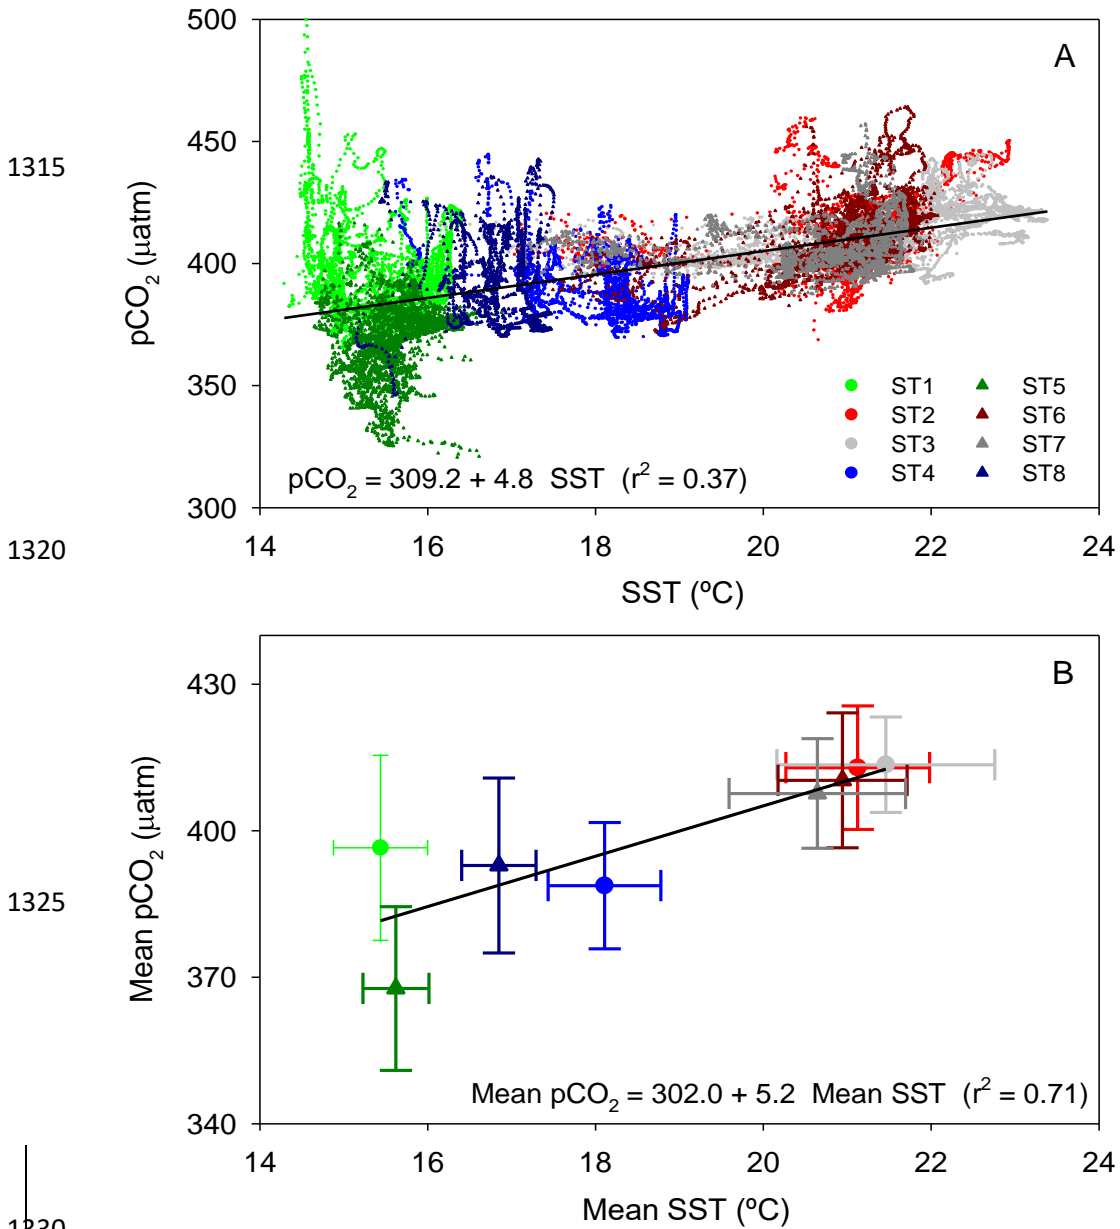 500
A
450
1315
pCO2 (µatm)
400
350
ST1 ST5
ST2 ST6
ST3 ST7
ST4 ST8
pCO2 = 309.2 + 4.8 SST (r2 = 0.37)
300
14 16 18 20 22 24
1320
SST (ºC)
B
430
Mean pCO2 (µatm)
400
1325
370
Mean pCO2 = 302.0 + 5.2 Mean SST (r2 = 0.71)
340
14 16 18 20 22 24
Mean SST (ºC)
1330